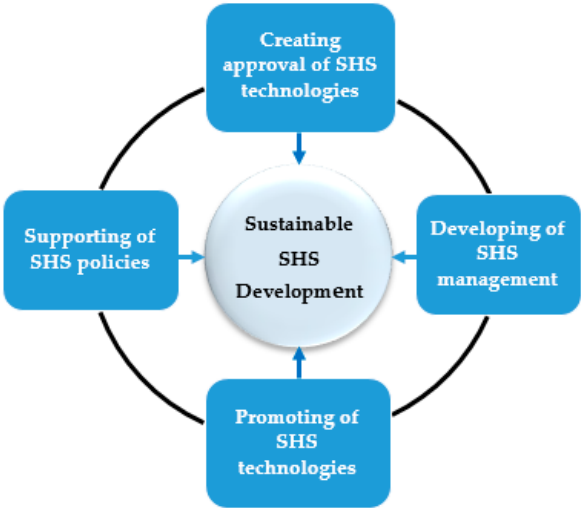 Creating
approval of SHS
technologies
Supporting of
SHS policies
Sustainable
SHS
Development
Developing of
SHS
management
Promoting of
SHS
technologies